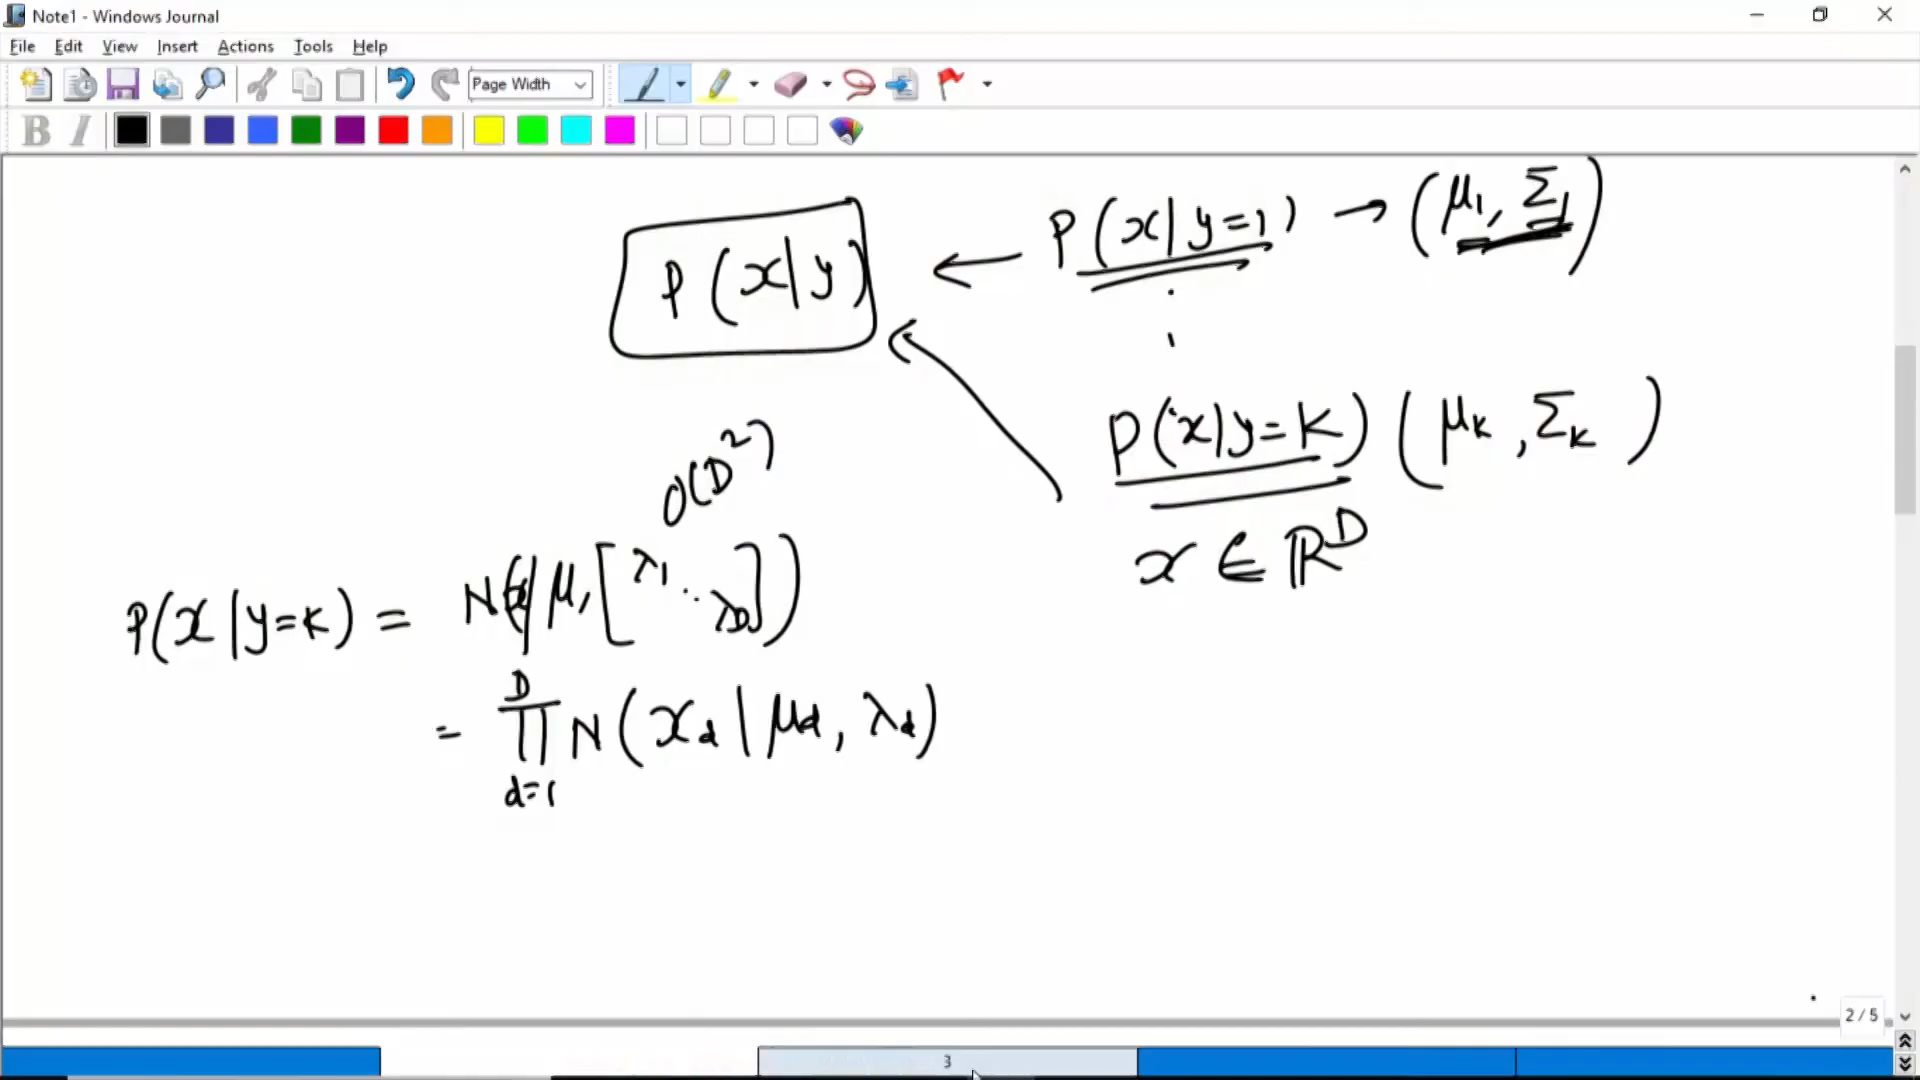 Note1 - Windows Journal
File Edit View Insert Actions Tools Help
Page Width
B I
P(x|y) ← P(x|y=1) → (μ1, Σ1)
P(x|y=K) (μK, ΣK)
O(D²)
x ∈ ℝᴰ
P(x|y=K) = N(x|μ, [λ1 ⋱ λD])
D
= ∏ N(xd | μd, λd)
d=1
2 / 5
3